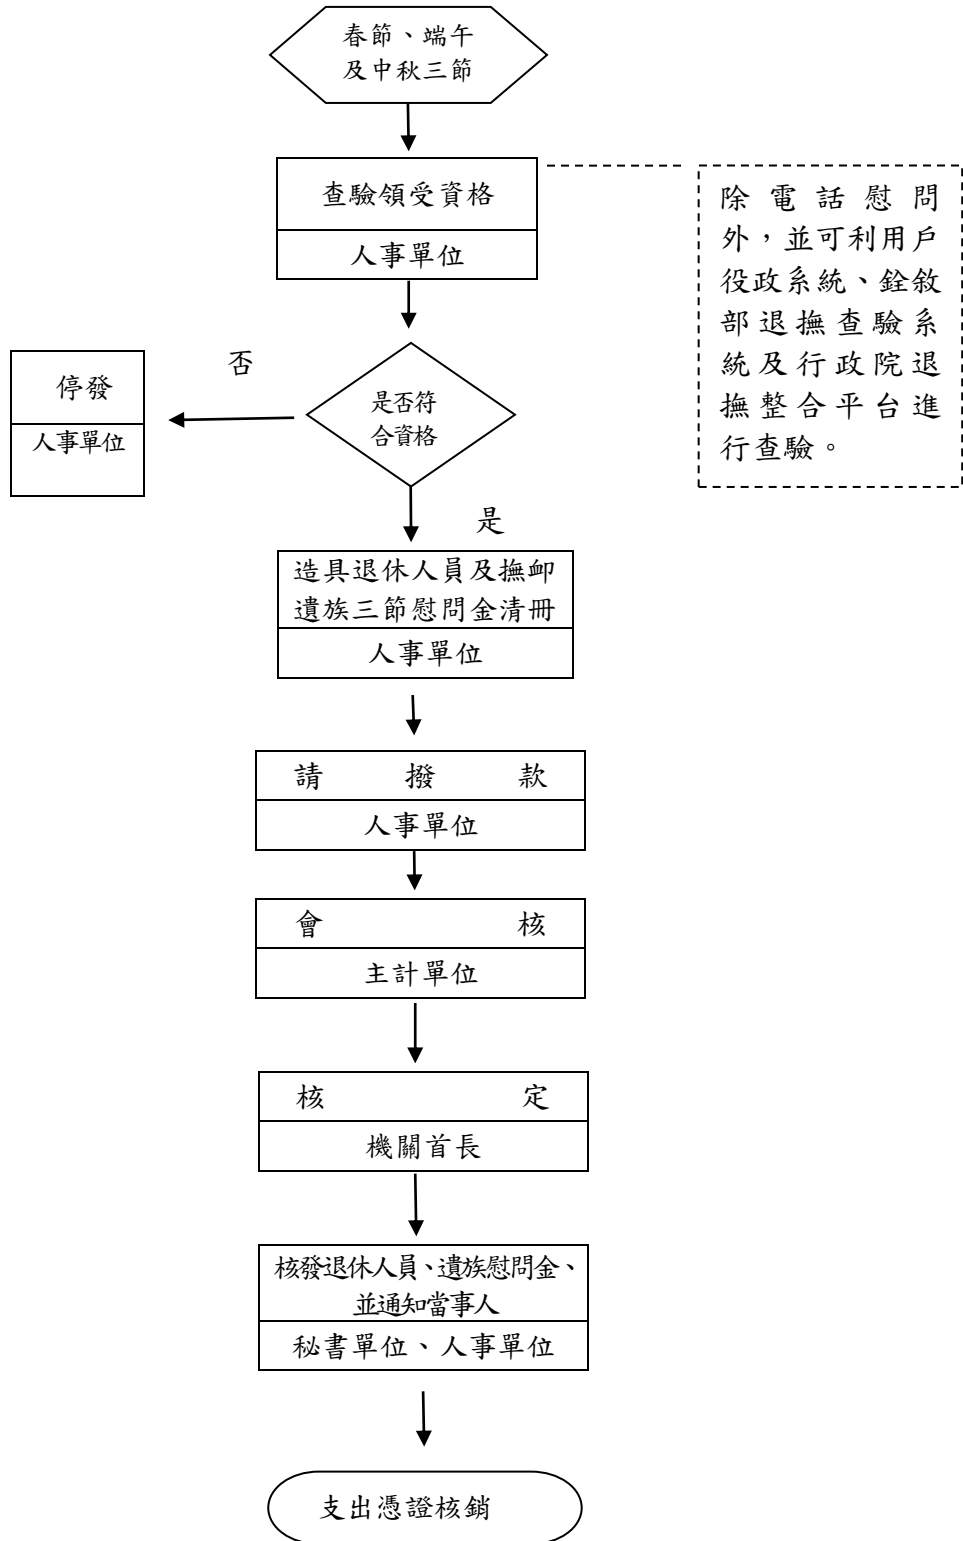 春節、端午
及中秋三節
查驗領受資格
人事單位
除電話慰問
外，並可利用戶
役政系統、銓敘
部退撫查驗系
統及行政院退
撫整合平台進
行查驗。
否
停發
人事單位
是否符
合資格
是
造具退休人員及撫卹
遺族三節慰問金清冊
人事單位
請撥款
人事單位
會核
主計單位
核定
機關首長
核發退休人員、遺族慰問金、
並通知當事人
秘書單位、人事單位
支出憑證核銷